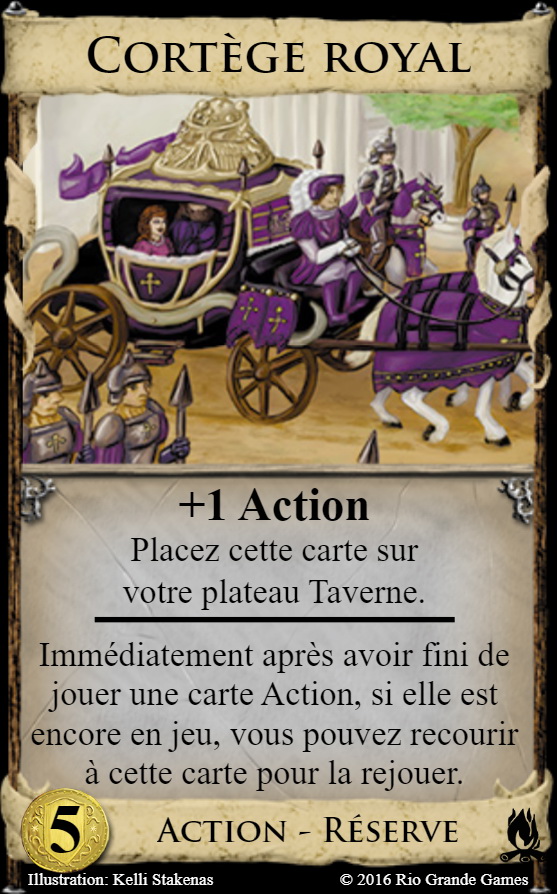 Cortège royal
+1 Action
Placez cette carte sur
votre plateau Taverne.
Immédiatement après avoir fini de
jouer une carte Action, si elle est
encore en jeu, vous pouvez recourir
à cette carte pour la rejouer.
5
Action - Réserve
Illustration: Kelli Stakenas
© 2016 Rio Grande Games